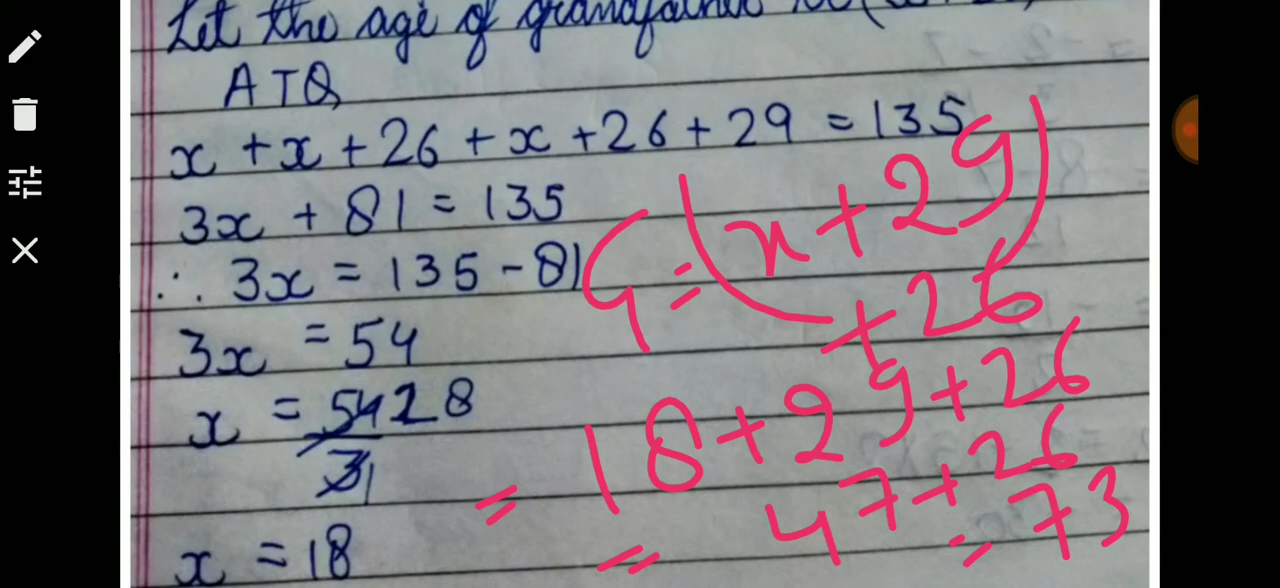 Let the age of grandfather
ATQ
x + x + 26 + x + 26 + 29 = 135
3x + 81 = 135
∴ 3x = 135 - 81
3x = 54
x = 54 18
31
x = 18
G = (x + 29)
+ 26
= 18 + 29 + 26
= 47 + 26
= 73